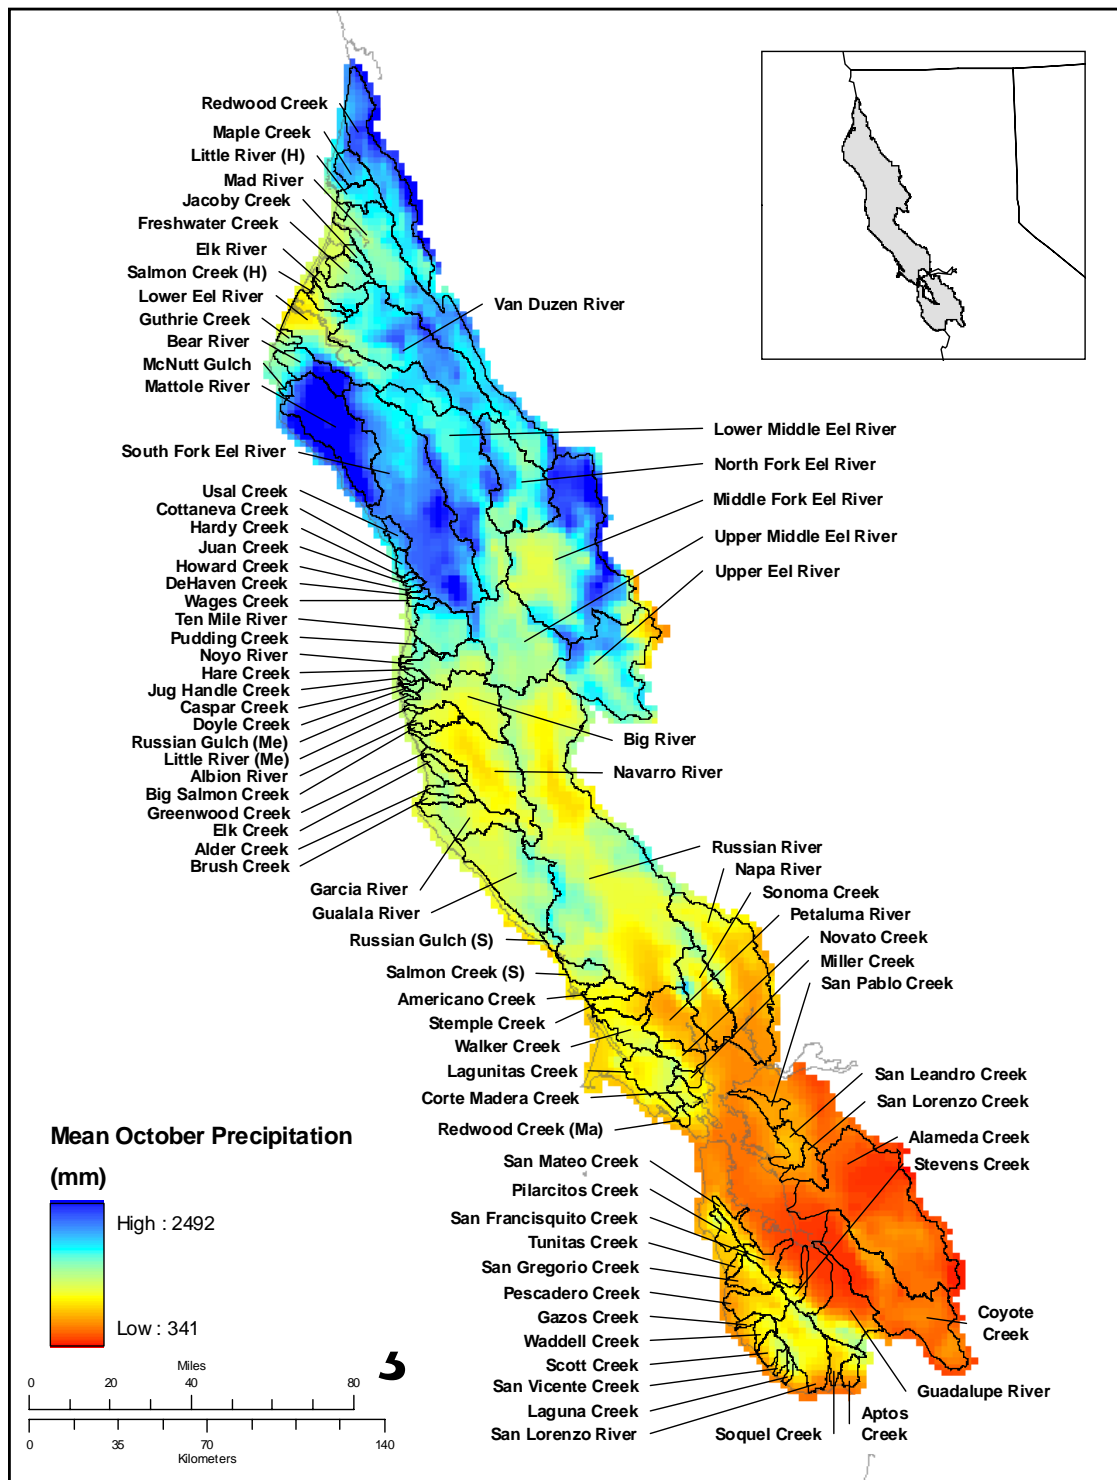 Redwood Creek
Maple Creek
Little River (H)
Mad River
Jacoby Creek
Freshwater Creek
Elk River
Salmon Creek (H)
Lower Eel River
Guthrie Creek
Bear River
McNutt Gulch
Mattole River
South Fork Eel River
Usal Creek
Cottaneva Creek
Hardy Creek
Juan Creek
Howard Creek
DeHaven Creek
Wages Creek
Ten Mile River
Pudding Creek
Noyo River
Hare Creek
Jug Handle Creek
Caspar Creek
Doyle Creek
Russian Gulch (Me)
Little River (Me)
Albion River
Big Salmon Creek
Greenwood Creek
Elk Creek
Alder Creek
Brush Creek
Garcia River
Gualala River
Russian Gulch (S)
Salmon Creek (S)
Americano Creek
Stemple Creek
Walker Creek
Lagunitas Creek
Corte Madera Creek
Redwood Creek (Ma)
San Mateo Creek
Pilarcitos Creek
San Francisquito Creek
Tunitas Creek
San Gregorio Creek
Pescadero Creek
Gazos Creek
Waddell Creek
Scott Creek
San Vicente Creek
Laguna Creek
San Lorenzo River
Van Duzen River
Lower Middle Eel River
North Fork Eel River
Middle Fork Eel River
Upper Middle Eel River
Upper Eel River
Big River
Navarro River
Russian River
Napa River
Sonoma Creek
Petaluma River
Novato Creek
Miller Creek
San Pablo Creek
San Leandro Creek
San Lorenzo Creek
Alameda Creek
Stevens Creek
Coyote
Creek
Guadalupe River
Aptos
Creek
Soquel Creek
Mean October Precipitation
(mm)
High : 2492
Low : 341
Miles
0 20 40 80
0 35 70 140
Kilometers